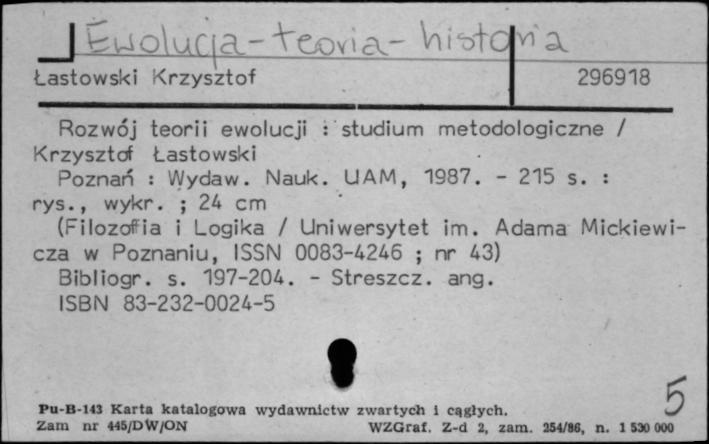 Ewolucja - teoria - historia
Łastowski Krzysztof 296918
Rozwój teorii ewolucji : studium metodologiczne /
Krzysztof Łastowski
Poznań : Wydaw. Nauk. UAM, 1987. - 215 s. :
rys., wykr. ; 24 cm
(Filozoffia i Logika / Uniwersytet im. Adama Mickiewi-
cza w Poznaniu, ISSN 0083-4246 ; nr 43)
Bibliogr. s. 197-204. - Streszcz. ang.
ISBN 83-232-0024-5
5
Pu-B-143 Karta katalogowa wydawnictw zwartych i cągłych.
Zam nr 445/DW/ON WZGraf. Z-d 2, zam. 254/86, n. 1 530 000